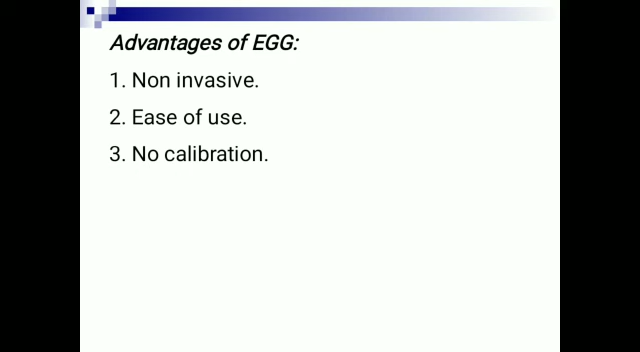 Advantages of EGG:
1. Non invasive.
2. Ease of use.
3. No calibration.